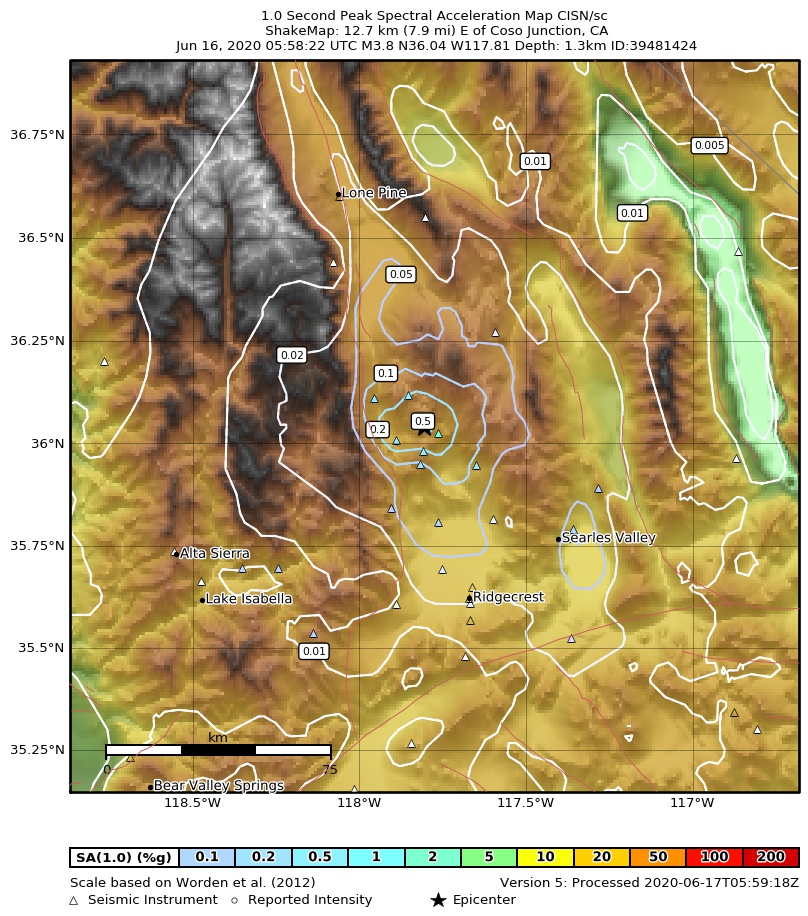 1.0 Second Peak Spectral Acceleration Map CISN/sc
ShakeMap: 12.7 km (7.9 mi) E of Coso Junction, CA
Jun 16, 2020 05:58:22 UTC M3.8 N36.04 W117.81 Depth: 1.3km ID:39481424
36.75°N
0.005
0.01
Lone Pine
0.01
36.5°N
0.05
36.25°N
0.02
0.1
0.5
0.2
36°N
35.75°N
Searles Valley
Alta Sierra
Lake Isabella
Ridgecrest
35.5°N
0.01
km
35.25°N
0 75
Bear Valley Springs
118.5°W 118°W 117.5°W 117°W
SA(1.0) (%g) 0.1 0.2 0.5 1 2 5 10 20 50 100 200
Scale based on Worden et al. (2012) Version 5: Processed 2020-06-17T05:59:18Z
Seismic Instrument Reported Intensity Epicenter